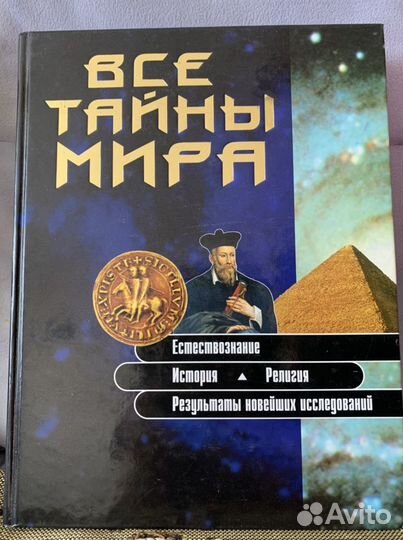 ВСЕ
ТАЙНЫ
МИРА
Естествознание
История ▲ Религия
Результаты новейших исследований
Avito